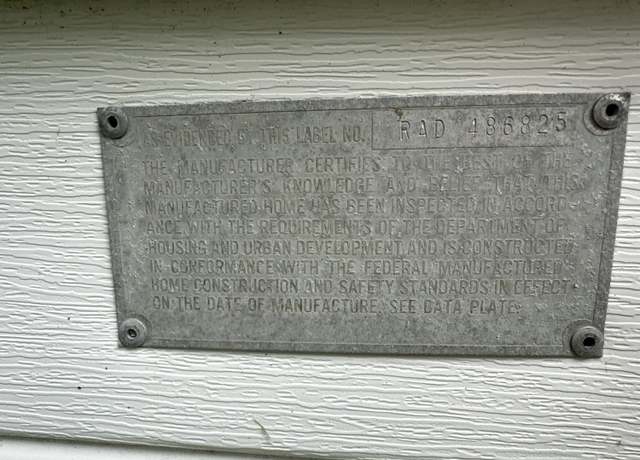 AS EVIDENCED BY THIS LABEL NO. RAD 486825
THE MANUFACTURER CERTIFIES TO THE BEST OF THE
MANUFACTURER'S KNOWLEDGE AND BELIEF THAT THIS
MANUFACTURED HOME HAS BEEN INSPECTED IN ACCORD-
ANCE WITH THE REQUIREMENTS OF THE DEPARTMENT OF
HOUSING AND URBAN DEVELOPMENT AND IS CONSTRUCTED
IN CONFORMANCE WITH THE FEDERAL MANUFACTURED
HOME CONSTRUCTION AND SAFETY STANDARDS IN EFFECT
ON THE DATE OF MANUFACTURE. SEE DATA PLATE.